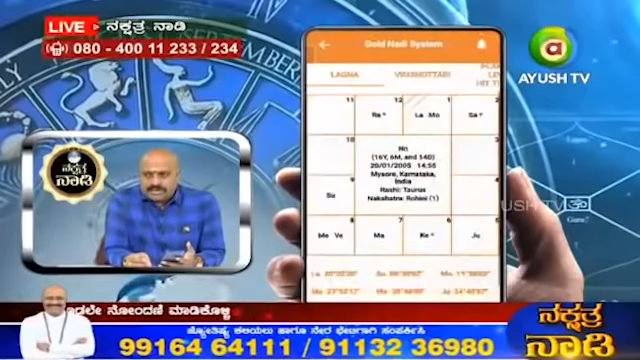 LIVE ನಕ್ಷತ್ರ ನಾಡಿ
080 - 400 11 233 / 234
AYUSH TV
Gold Nadi System
LAGNA
VIMSHOTTARI
11
12
1
Ra
La Mo
Sa
10
3
Nn
(16Y, 6M, and 14D)
20/01/2005 14:55
Mysore, Karnataka,
India
Rashi: Taurus
Nakshatra: Rohini (1)
9
4
Su
8
7
6
5
Me Ve
Ma
Ke
Ju
ನಕ್ಷತ್ರ
ನಾಡಿ
ನೋಂದಣಿ ಮಾಡಿಕೊಳ್ಳಿ
ಜ್ಯೋತಿಷ್ಯ ಕಲಿಯಲು ಹಾಗೂ ನೇರ ಭೇಟಿಗಾಗಿ ಸಂಪರ್ಕಿಸಿ
99164 64111 / 91132 36980
ನಕ್ಷತ್ರ
ನಾಡಿ